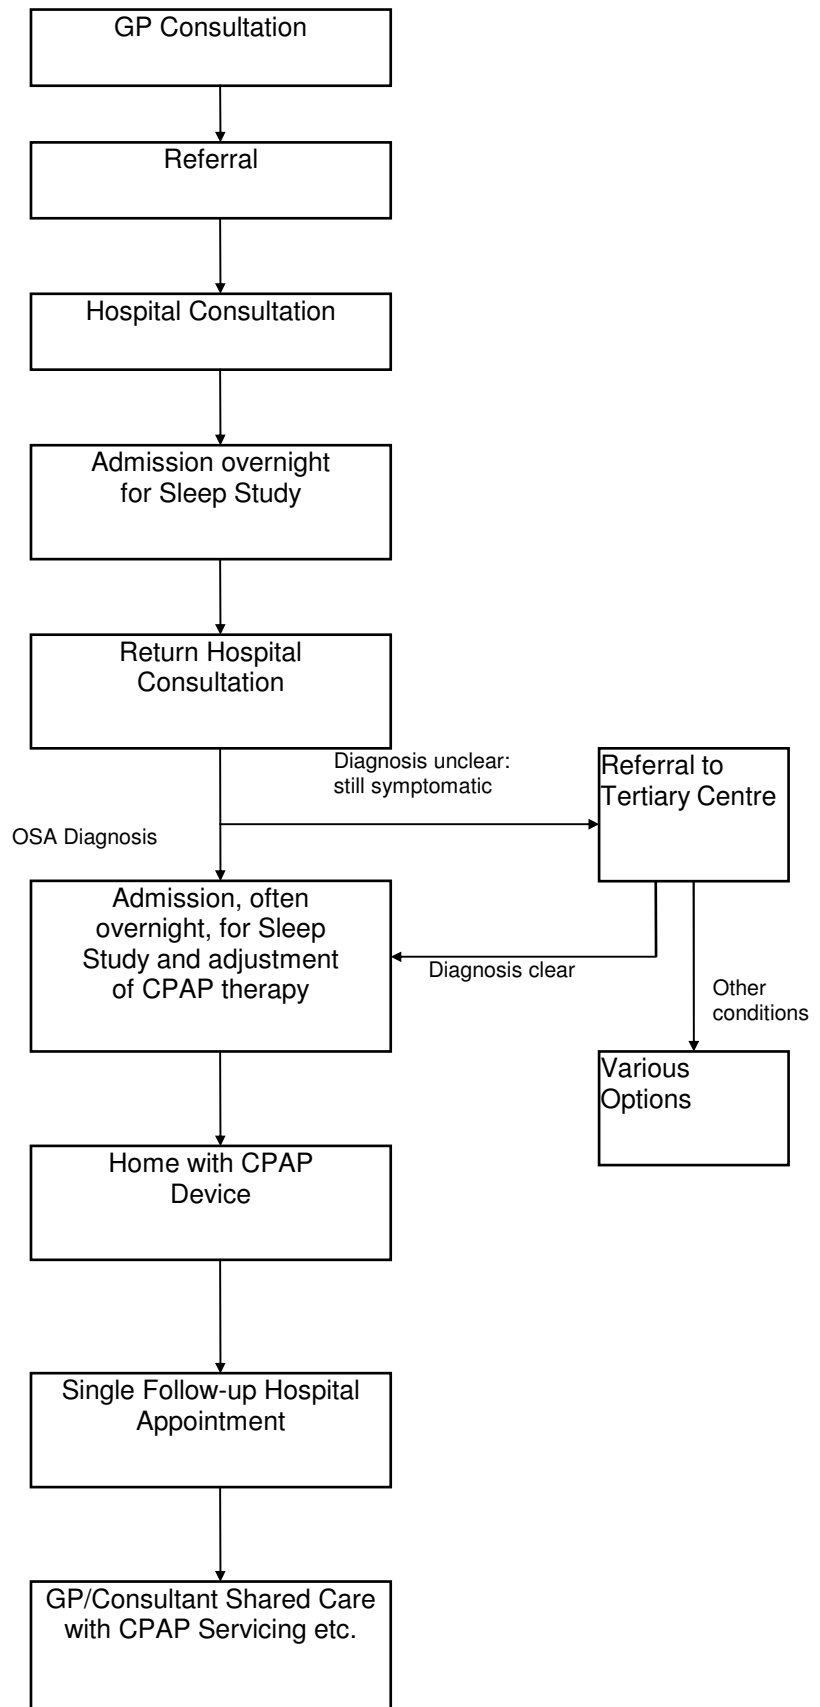 GP Consultation
Referral
Hospital Consultation
Admission overnight
for Sleep Study
Return Hospital
Consultation
Diagnosis unclear:
still symptomatic
Referral to
Tertiary Centre
OSA Diagnosis
Admission, often
overnight, for Sleep
Study and adjustment
of CPAP therapy
Diagnosis clear
Other
conditions
Various
Options
Home with CPAP
Device
Single Follow-up Hospital
Appointment
GP/Consultant Shared Care
with CPAP Servicing etc.